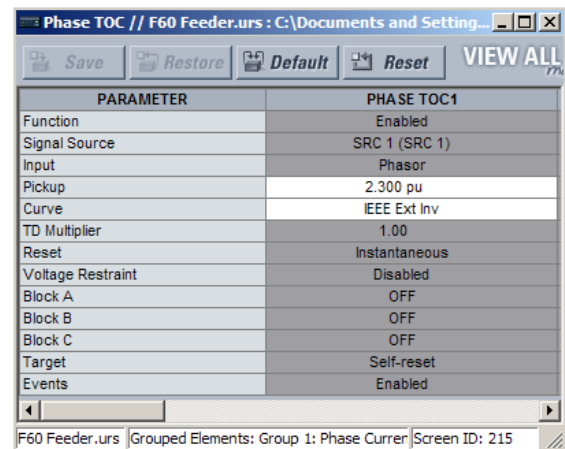 Phase TOC // F60 Feeder.urs : C:\Documents and Setting...
Save Restore Default Reset VIEW ALL
PARAMETER PHASE TOC1
Function Enabled
Signal Source SRC 1 (SRC 1)
Input Phasor
Pickup 2.300 pu
Curve IEEE Ext Inv
TD Multiplier 1.00
Reset Instantaneous
Voltage Restraint Disabled
Block A OFF
Block B OFF
Block C OFF
Target Self-reset
Events Enabled
F60 Feeder.urs Grouped Elements: Group 1: Phase Curren Screen ID: 215